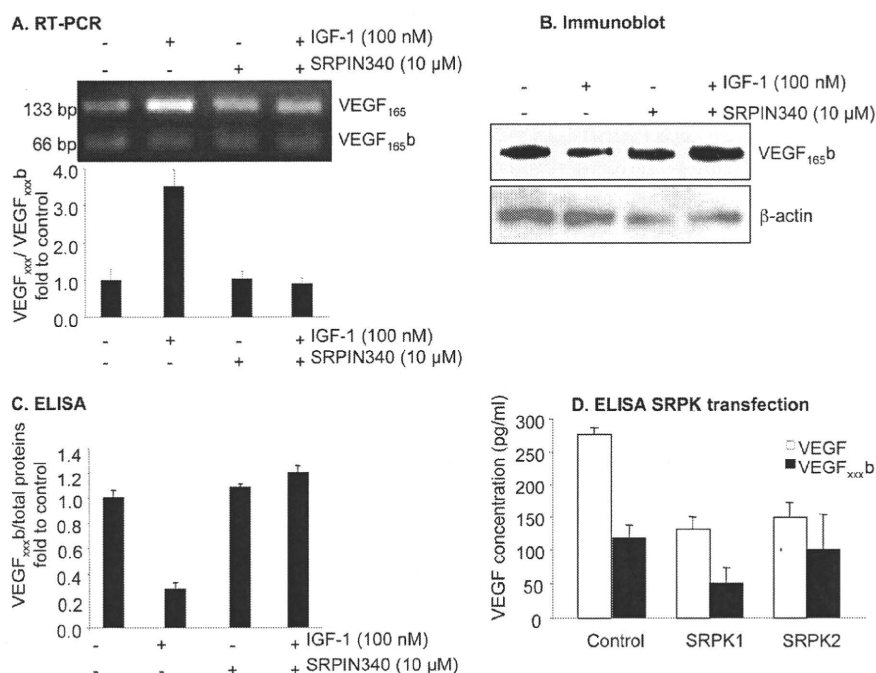 A. RT-PCR
- + - + IGF-1 (100 nM)
- - + + SRPIN340 (10 µM)
133 bp
VEGF165
66 bp
VEGF165b
VEGFxxx/ VEGFxxxb
fold to control
4.0
3.0
2.0
1.0
0.0
- + - + IGF-1 (100 nM)
- - + + SRPIN340 (10 µM)
B. Immunoblot
- + - + IGF-1 (100 nM)
- - + + SRPIN340 (10 µM)
VEGF165b
β-actin
C. ELISA
VEGFxxxb/total proteins
fold to control
1.4
1.2
1.0
0.8
0.6
0.4
0.2
0.0
- + - + IGF-1 (100 nM)
- - + + SRPIN340 (10 µM)
D. ELISA SRPK transfection
VEGF concentration (pg/ml)
300
250
200
150
100
50
0
VEGF
VEGFxxxb
Control SRPK1 SRPK2